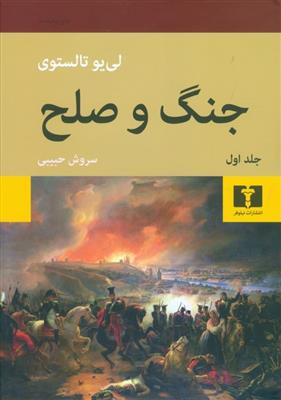 لی‌یو تالستوی
جنگ و صلح
سروش حبیبی
جلد اول
انتشارات نیلوفر